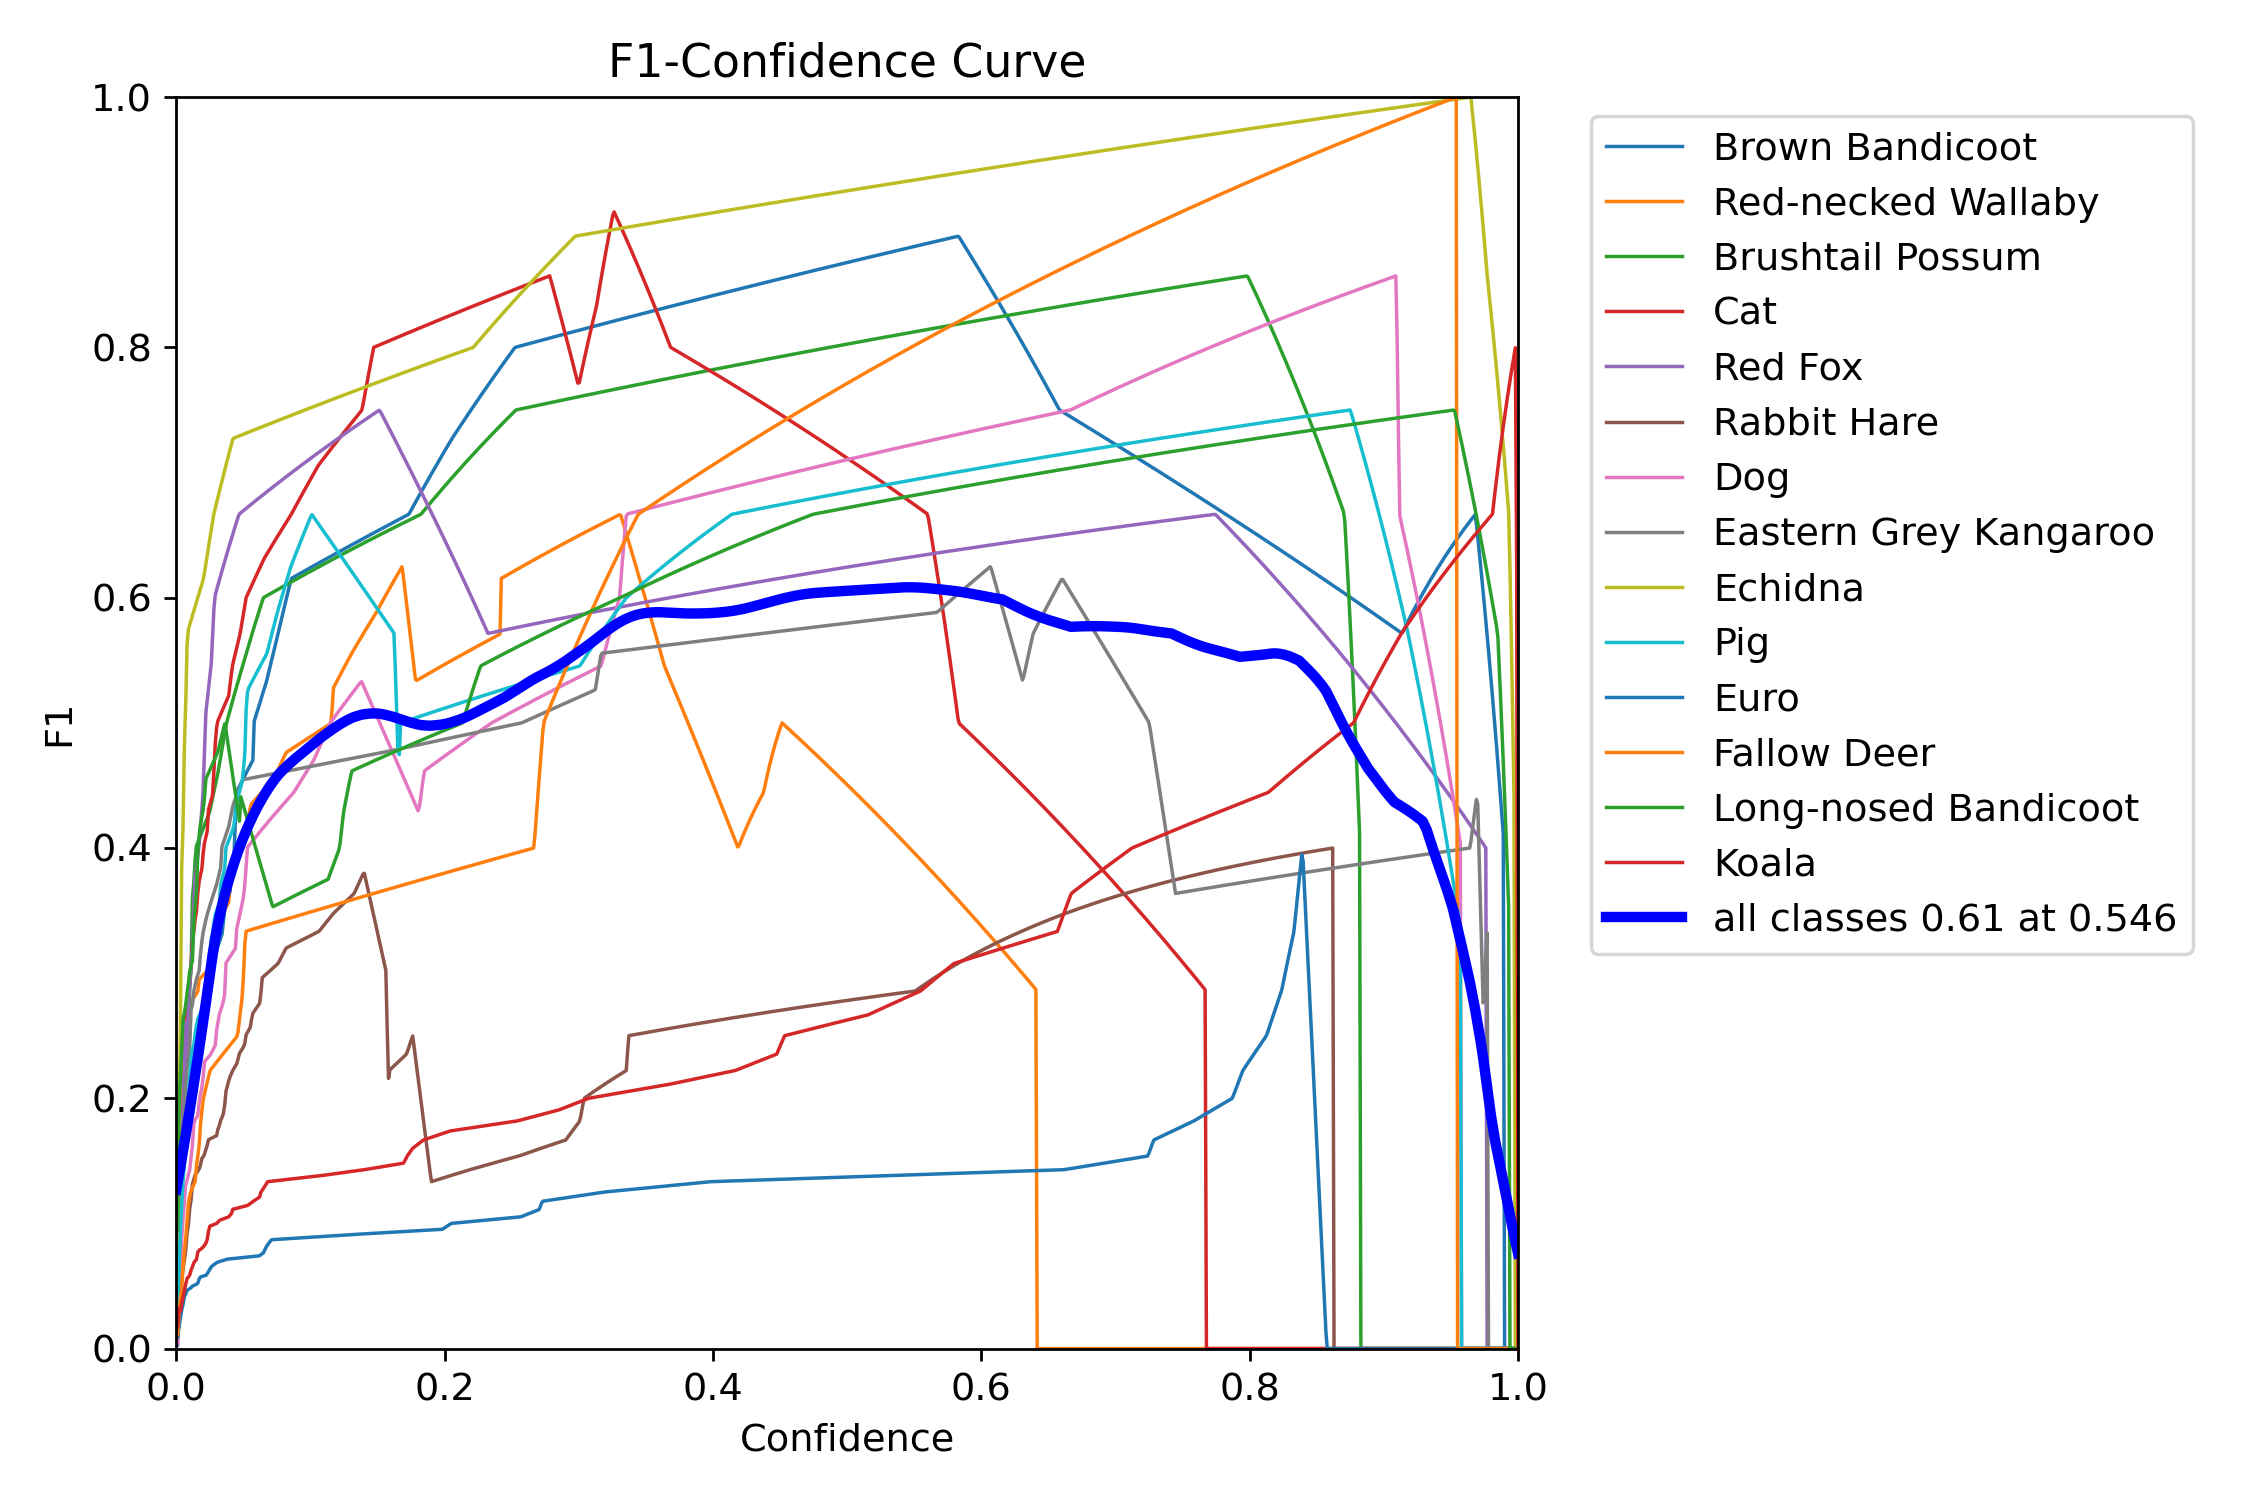 F1-Confidence Curve
1.0
0.8
0.6
0.4
0.2
0.0
F1
0.0 0.2 0.4 0.6 0.8 1.0
Confidence
Brown Bandicoot
Red-necked Wallaby
Brushtail Possum
Cat
Red Fox
Rabbit Hare
Dog
Eastern Grey Kangaroo
Echidna
Pig
Euro
Fallow Deer
Long-nosed Bandicoot
Koala
all classes 0.61 at 0.546